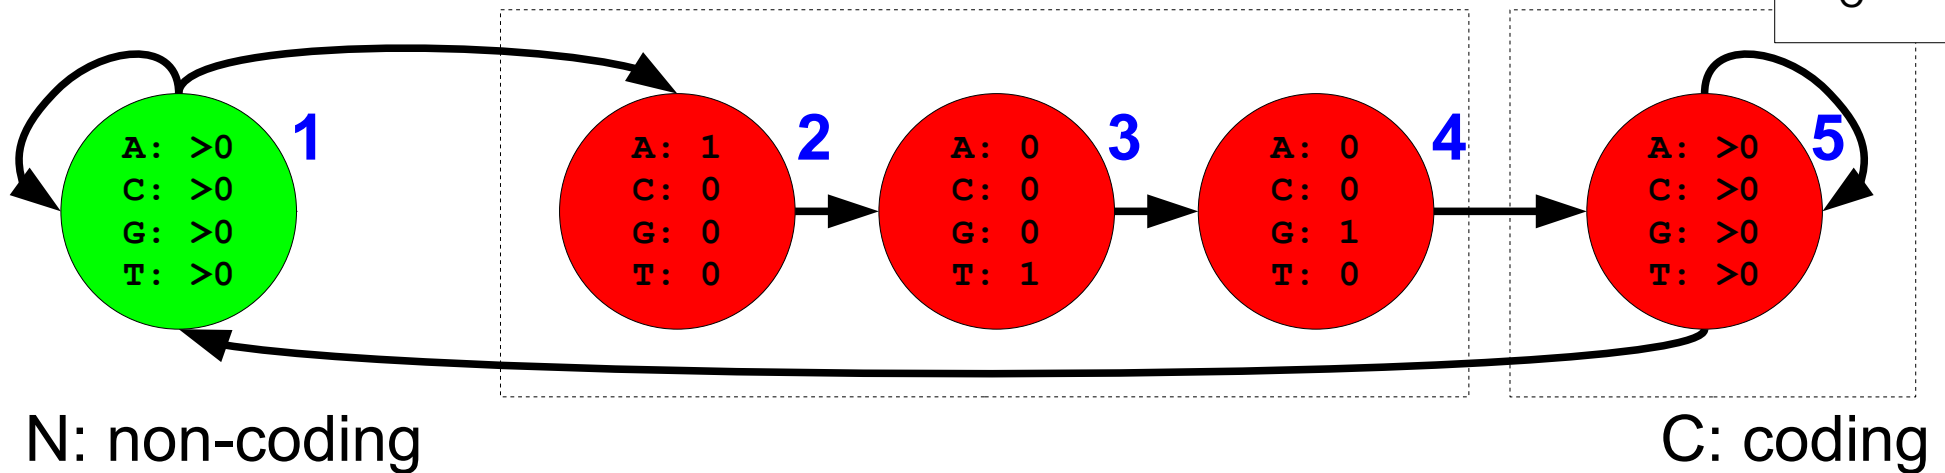 1
A: >0
C: >0
G: >0
T: >0
2
A: 1
C: 0
G: 0
T: 0
3
A: 0
C: 0
G: 0
T: 1
4
A: 0
C: 0
G: 1
T: 0
5
A: >0
C: >0
G: >0
T: >0
N: non-coding
C: coding